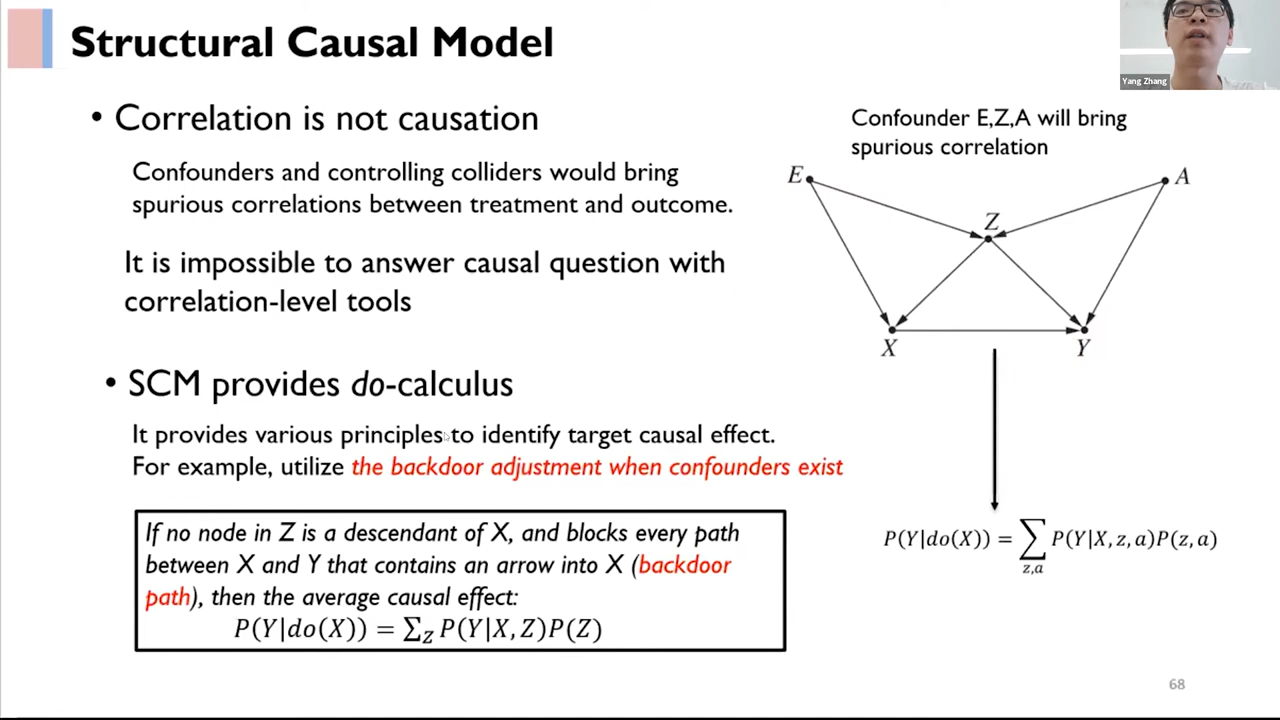 Structural Causal Model
Yang Zhang
• Correlation is not causation
Confounders and controlling colliders would bring
spurious correlations between treatment and outcome.
It is impossible to answer causal question with
correlation-level tools
• SCM provides do-calculus
It provides various principles to identify target causal effect.
For example, utilize the backdoor adjustment when confounders exist
If no node in Z is a descendant of X, and blocks every path
between X and Y that contains an arrow into X (backdoor
path), then the average causal effect:
P(Y|do(X)) = ∑_Z P(Y|X, Z)P(Z)
Confounder E,Z,A will bring
spurious correlation
E
A
Z
X
Y
P(Y|do(X)) = ∑_{z,a} P(Y|X, z, a)P(z, a)
68